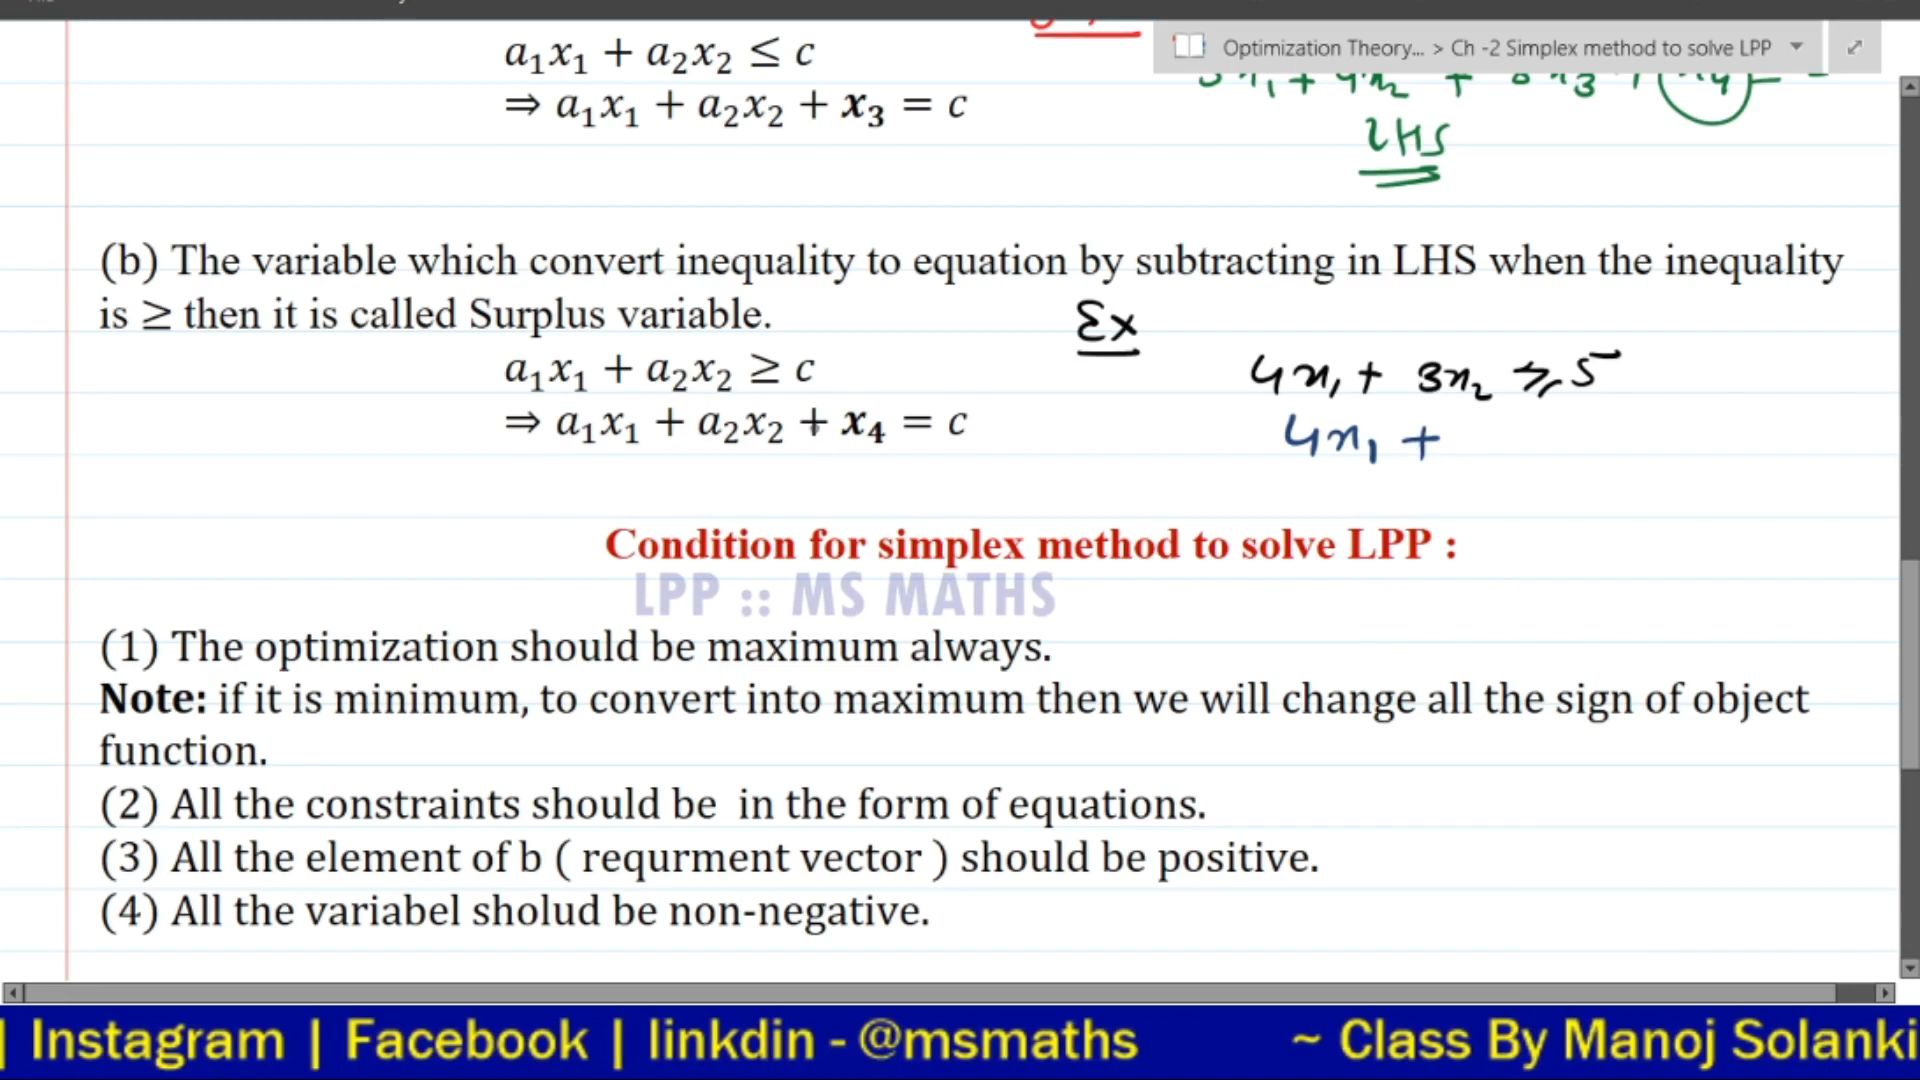 a₁x₁ + a₂x₂ ≤ c
Optimization Theory... > Ch -2 Simplex method to solve LPP
⇒ a₁x₁ + a₂x₂ + x₃ = c
LHS
(b) The variable which convert inequality to equation by subtracting in LHS when the inequality
is ≥ then it is called Surplus variable.
Ex
a₁x₁ + a₂x₂ ≥ c
4x₁ + 3x₂ ≥ 5
⇒ a₁x₁ + a₂x₂ + x₄ = c
4x₁ +
Condition for simplex method to solve LPP :
LPP :: MS MATHS
(1) The optimization should be maximum always.
Note: if it is minimum, to convert into maximum then we will change all the sign of object
function.
(2) All the constraints should be in the form of equations.
(3) All the element of b ( requrment vector ) should be positive.
(4) All the variabel sholud be non-negative.
| Instagram | Facebook | linkdin - @msmaths ~ Class By Manoj Solanki